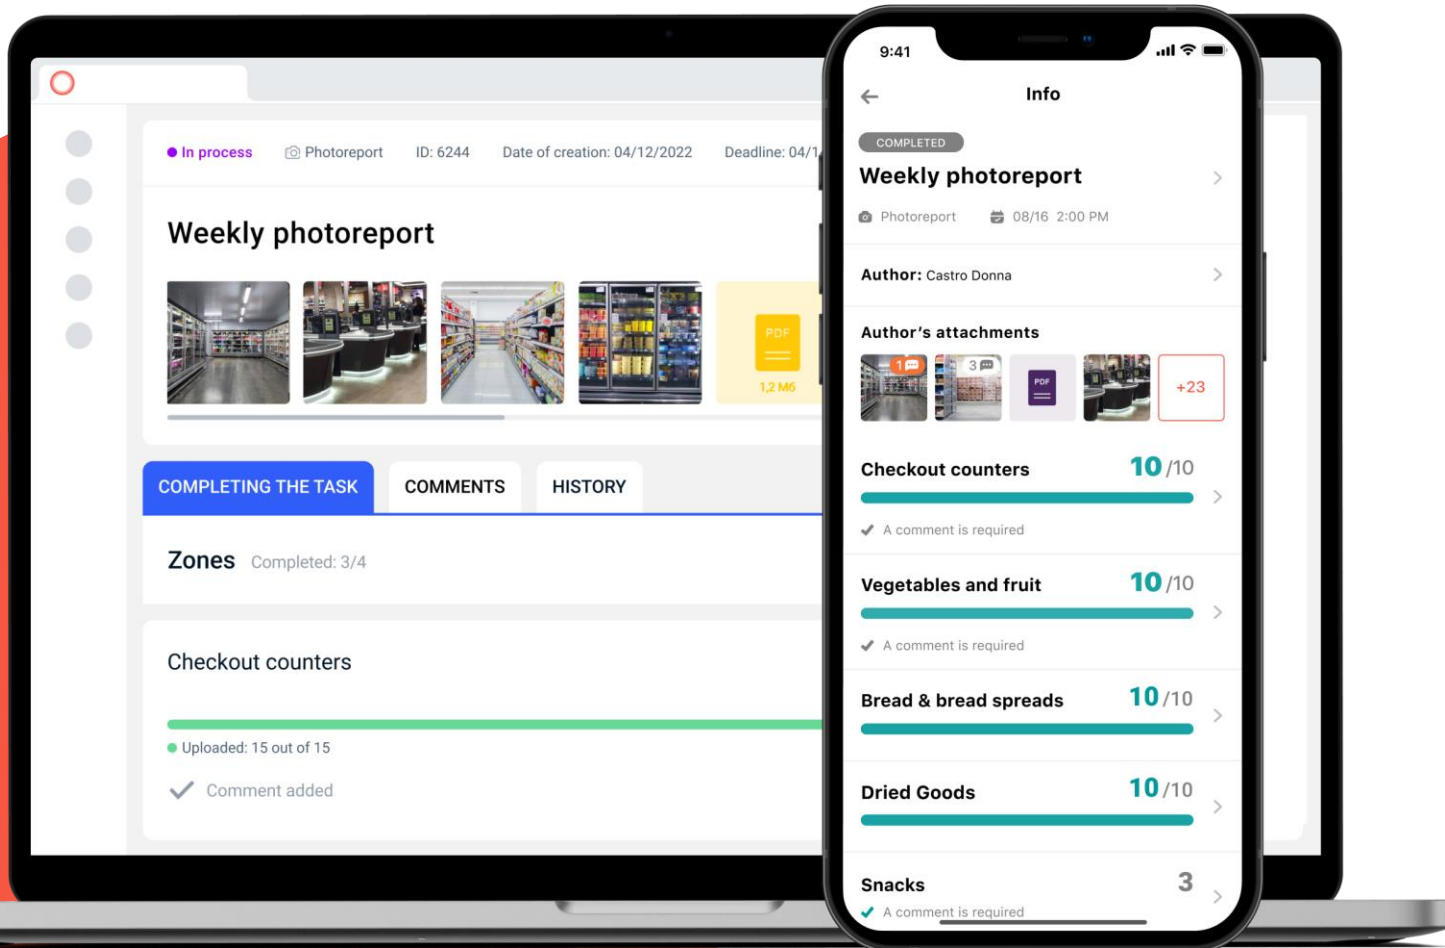 In process Photoreport ID: 6244 Date of creation: 04/12/2022 Deadline: 04/1
Weekly photoreport
PDF
1,2 Мб
COMPLETING THE TASK COMMENTS HISTORY
Zones Completed: 3/4
Checkout counters
Uploaded: 15 out of 15
Comment added
9:41
Info
COMPLETED
Weekly photoreport
Photoreport 08/16 2:00 PM
Author: Castro Donna
Author's attachments
1 3 PDF +23
Checkout counters 10/10
A comment is required
Vegetables and fruit 10/10
A comment is required
Bread & bread spreads 10/10
Dried Goods 10/10
Snacks 3
A comment is required